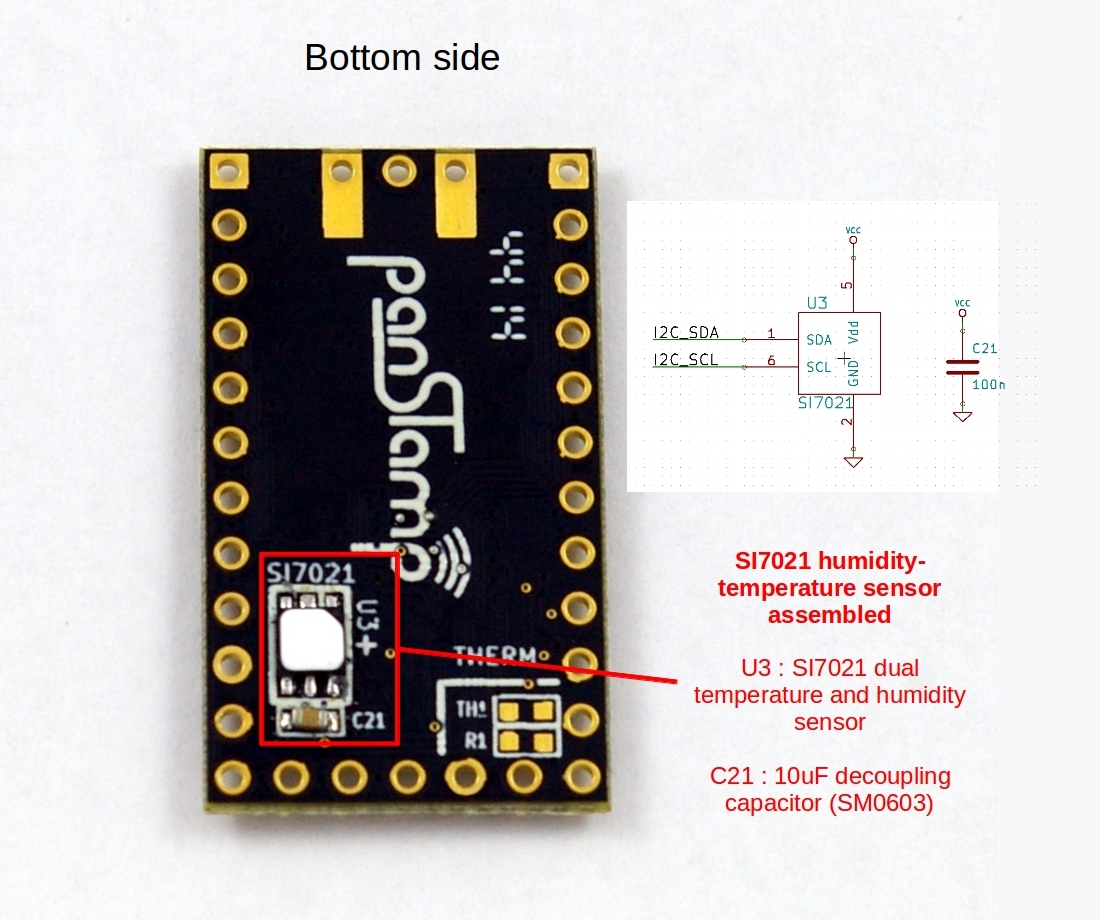 Bottom side
panStamp
SI7021
U3+
C21
THERM
TH1
R1
VCC
5
U3
I2C_SDA
1
SDA
Vdd
I2C_SCL
6
SCL
GND
SI7021
2
VCC
C21
100n
SI7021 humidity-
temperature sensor
assembled
U3 : SI7021 dual
temperature and humidity
sensor
C21 : 10uF decoupling
capacitor (SM0603)